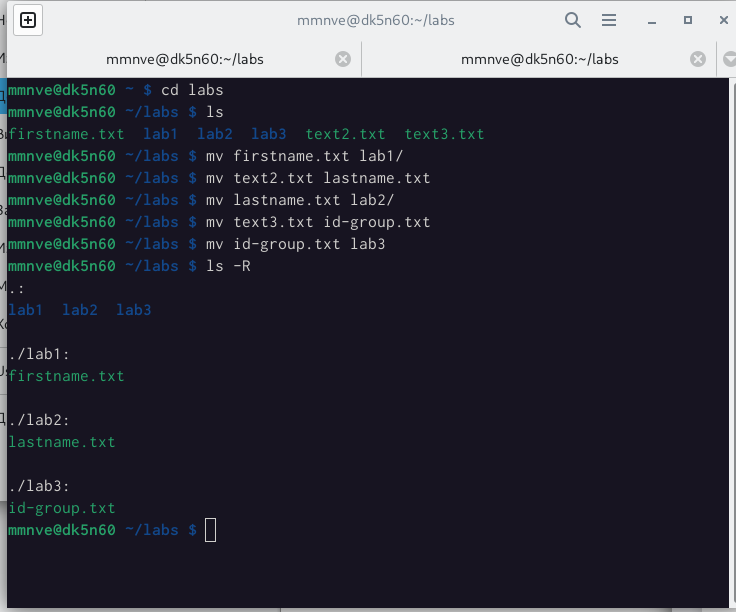 mmnve@dk5n60:~/labs
mmnve@dk5n60:~/labs mmnve@dk5n60:~/labs
mmnve@dk5n60 ~ $ cd labs
mmnve@dk5n60 ~/labs $ ls
firstname.txt  lab1  lab2  lab3  text2.txt  text3.txt
mmnve@dk5n60 ~/labs $ mv firstname.txt lab1/
mmnve@dk5n60 ~/labs $ mv text2.txt lastname.txt
mmnve@dk5n60 ~/labs $ mv lastname.txt lab2/
mmnve@dk5n60 ~/labs $ mv text3.txt id-group.txt
mmnve@dk5n60 ~/labs $ mv id-group.txt lab3
mmnve@dk5n60 ~/labs $ ls -R
.:
lab1  lab2  lab3
./lab1:
firstname.txt
./lab2:
lastname.txt
./lab3:
id-group.txt
mmnve@dk5n60 ~/labs $